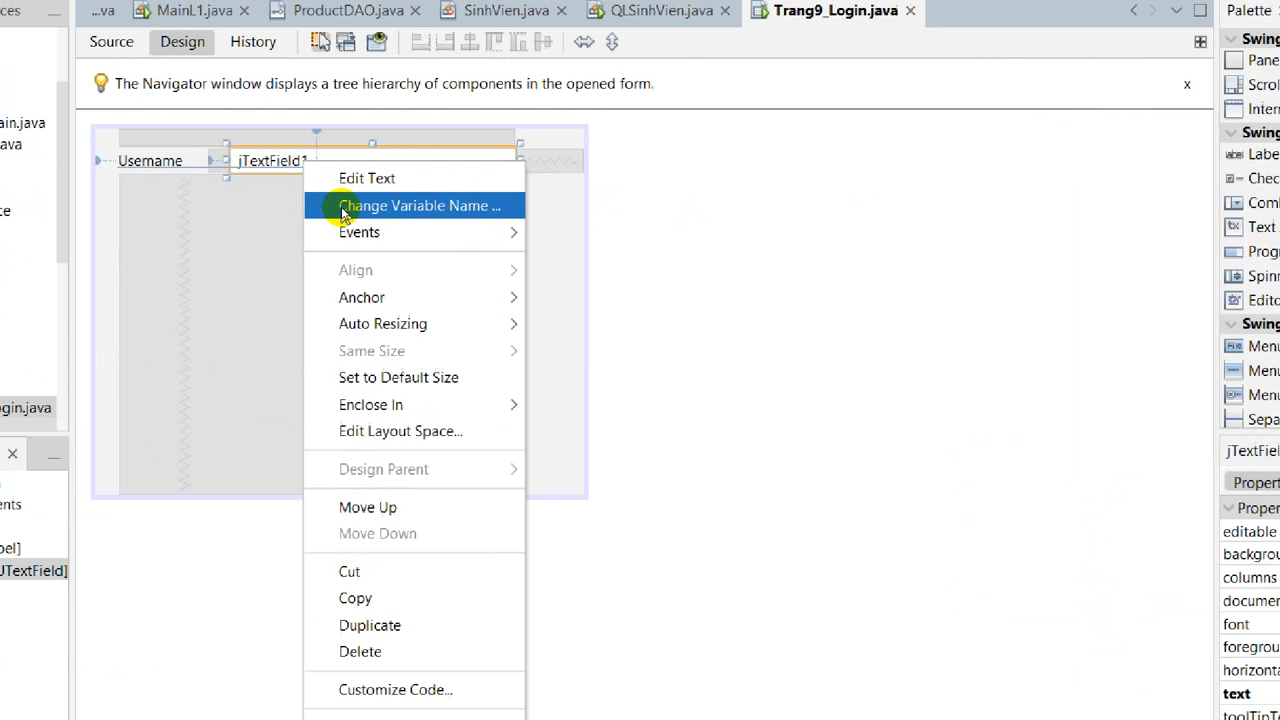 ...va MainL1.java ProductDAO.java SinhVien.java QLSinhVien.java Trang9_Login.java Palette
Source Design History
The Navigator window displays a tree hierarchy of components in the opened form. x
Username jTextField1
Edit Text
Change Variable Name ...
Events
Align
Anchor
Auto Resizing
Same Size
Set to Default Size
Enclose In
Edit Layout Space...
Design Parent
Move Up
Move Down
Cut
Copy
Duplicate
Delete
Customize Code...
ces
ain.java
ava
ce
ogin.java
ents
bel]
JTextField]
Swing
Pane
Scro
Inter
Swing
Labe
Chec
Comb
Text
Prog
Spinn
Edito
Swing
Menu
Menu
Menu
Sepa
jTextFiel
Propert
Proper
editable
backgrou
columns
documen
font
foregrou
horizonta
text
toolTipTe